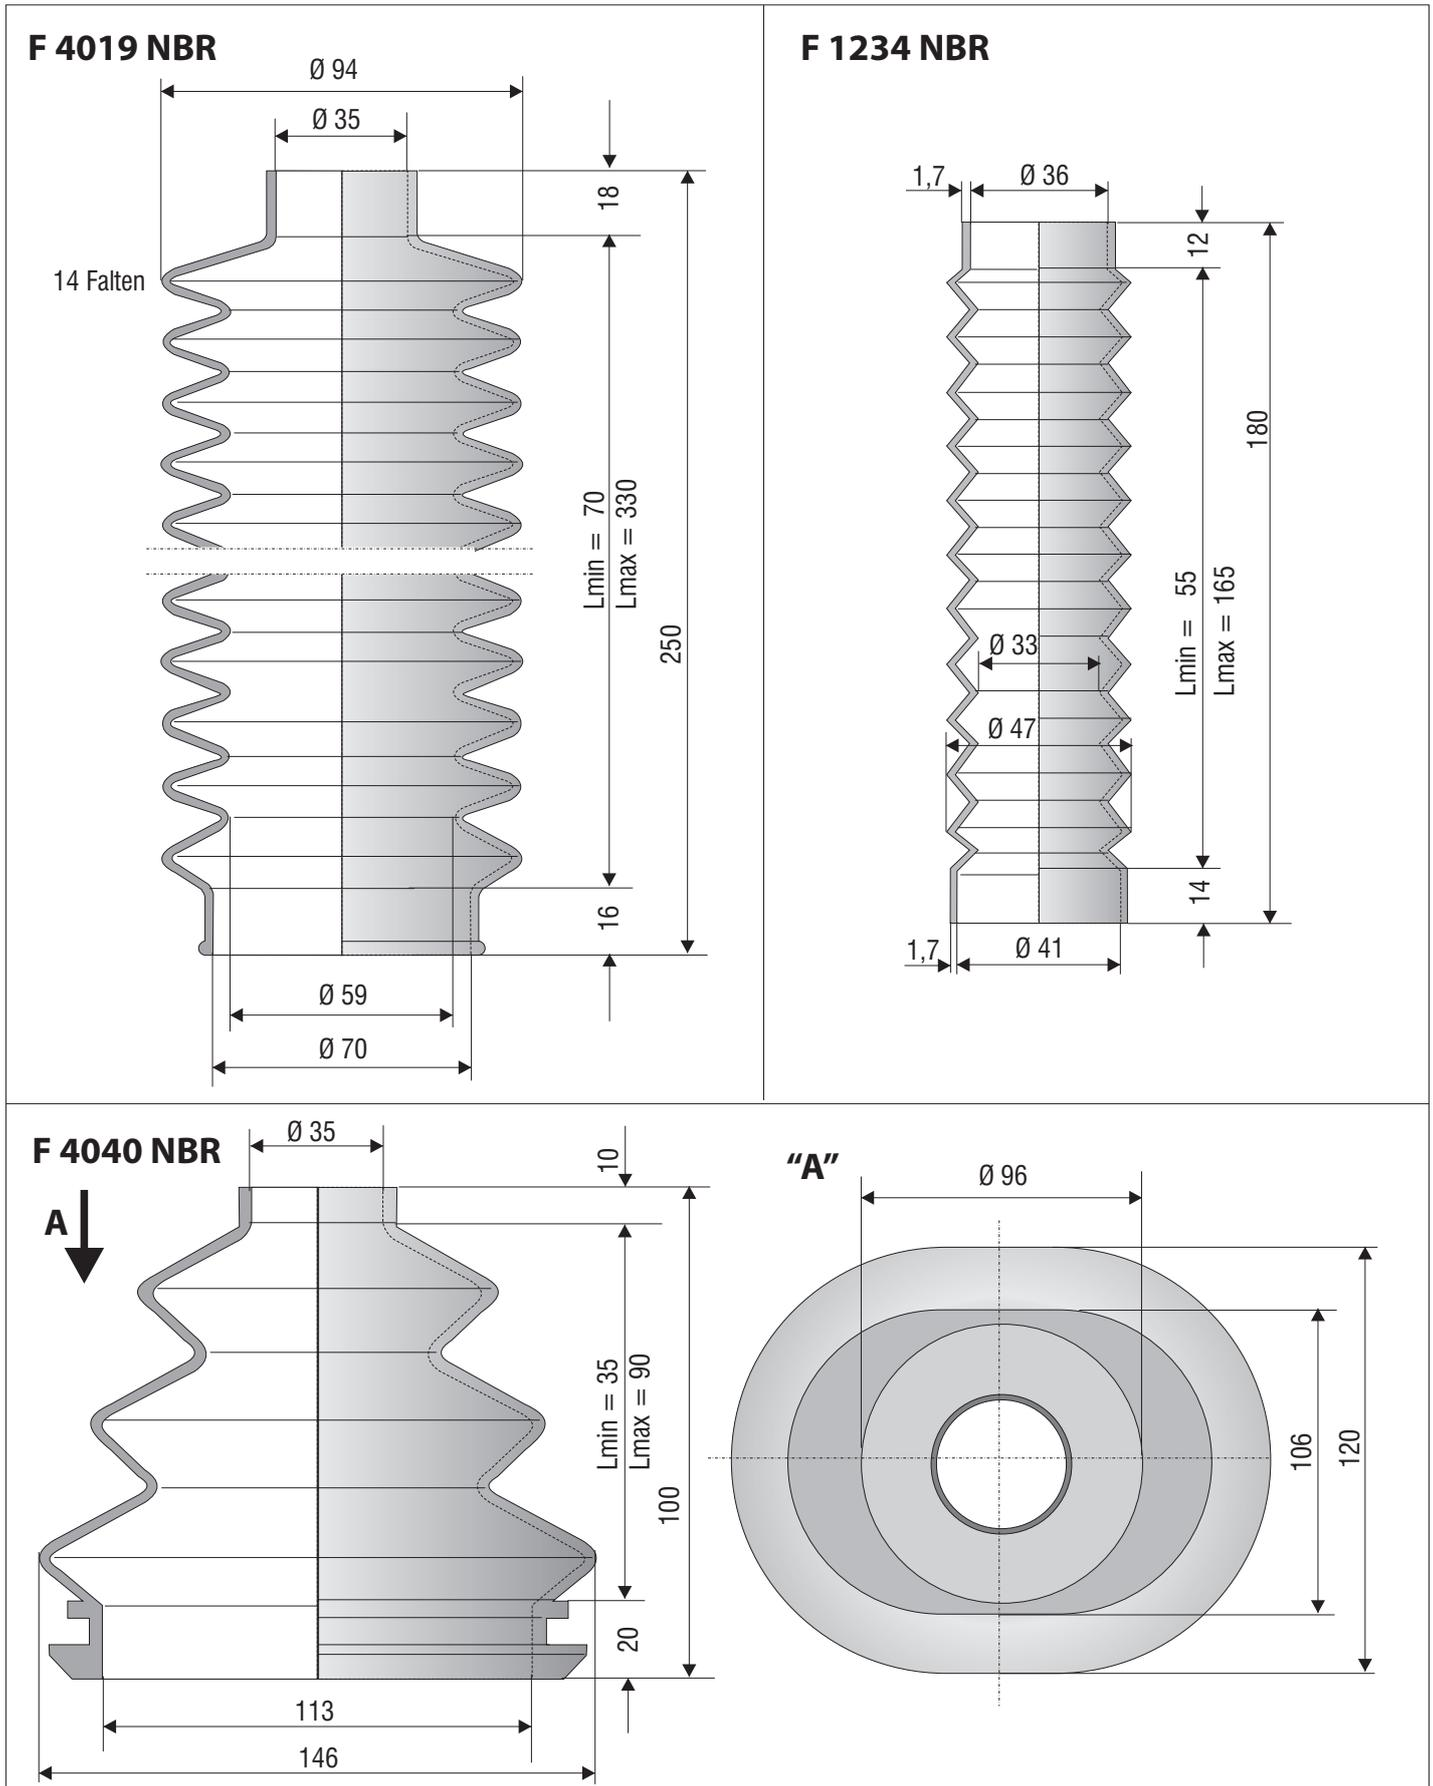 F 4019 NBR
Ø 94
Ø 35
18
14 Falten
Lmin = 70
Lmax = 330
250
16
Ø 59
Ø 70
F 1234 NBR
1,7
Ø 36
12
180
Lmin = 55
Lmax = 165
Ø 33
Ø 47
14
1,7
Ø 41
F 4040 NBR
A
Ø 35
10
Lmin = 35
Lmax = 90
100
20
113
146
“A”
Ø 96
106
120